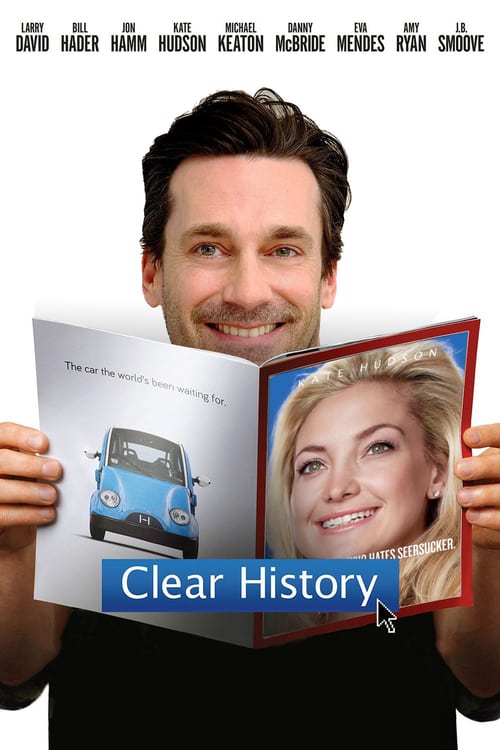 LARRY DAVID BILL HADER JON HAMM KATE HUDSON MICHAEL KEATON DANNY McBRIDE EVA MENDES AMY RYAN J.B. SMOOVE
KATE HUDSON
The car the world's been waiting for.
H
HATES SEERSUCKER.
Clear History